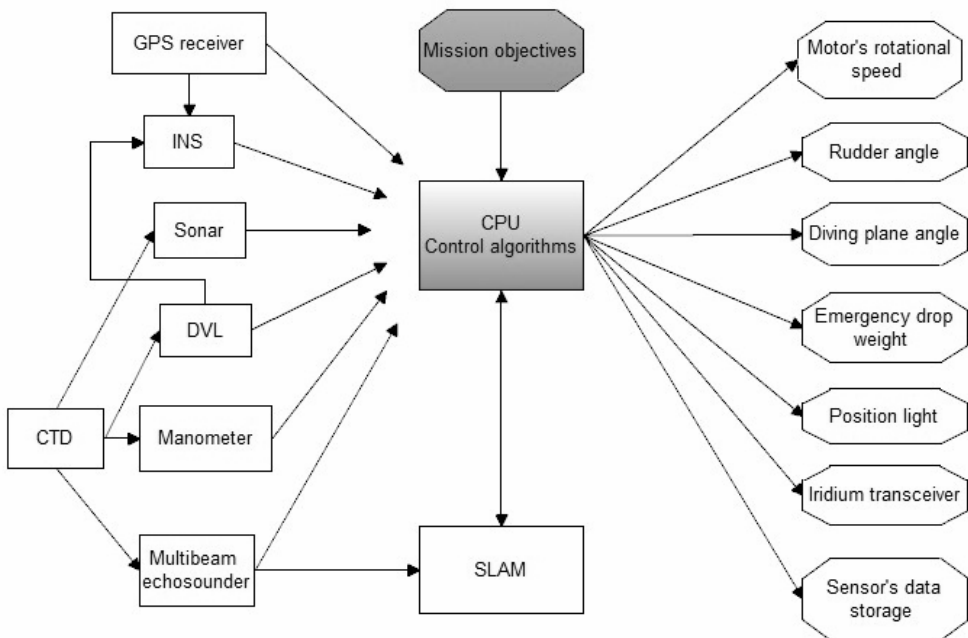 GPS receiver
Mission objectives
Motor's rotational
speed
INS
Rudder angle
Sonar
CPU
Control algorithms
Diving plane angle
DVL
Emergency drop
weight
CTD
Manometer
Position light
Iridium transceiver
Multibeam
echosounder
SLAM
Sensor's data
storage